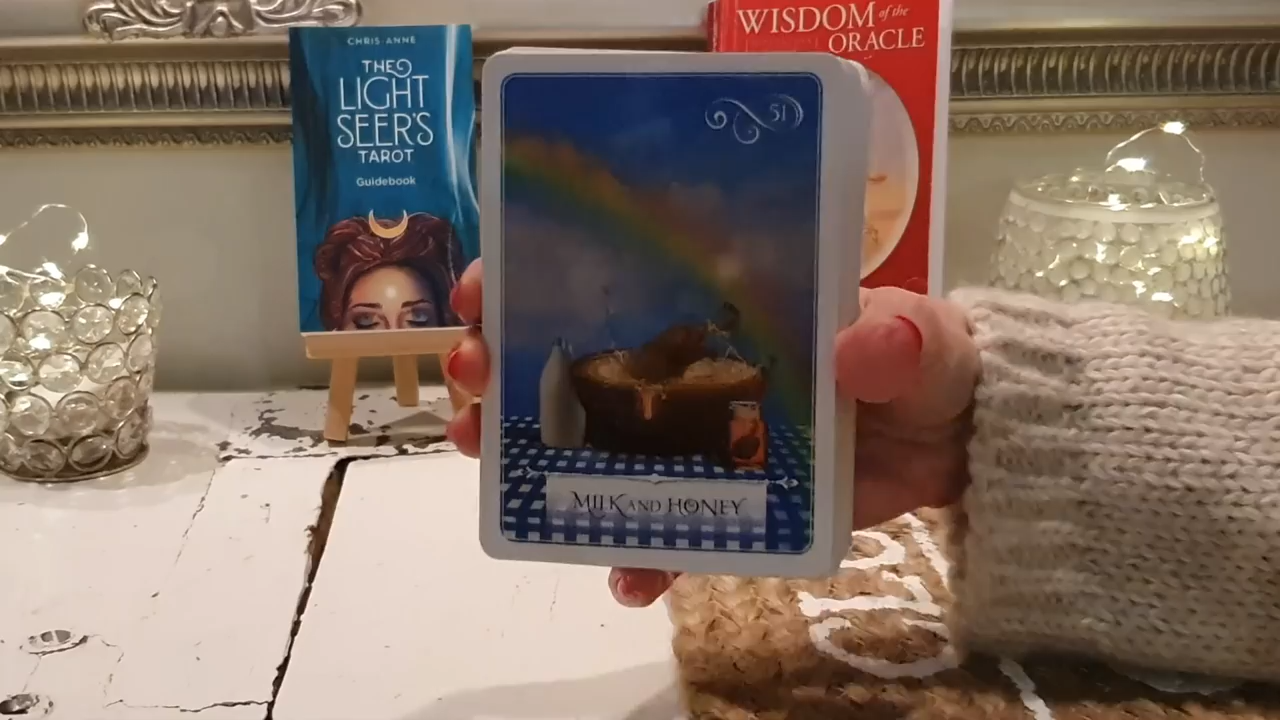 CHRIS-ANNE
THE
LIGHT
SEER'S
TAROT
Guidebook
WISDOM of the
ORACLE
51
MILK AND HONEY